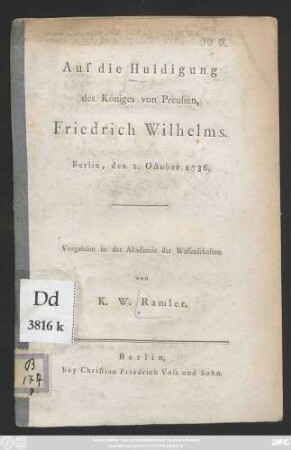 Auf die Huldigung
des Königes von Preußen,
Friedrich Wilhelms.
Berlin, den 2. October 1786.
Vorgelesen in der Akademie der Wissenschaften
von
K. W. Ramler.
Dd
3816 k
Berlin,
bey Christian Friedrich Voss und Sohn.